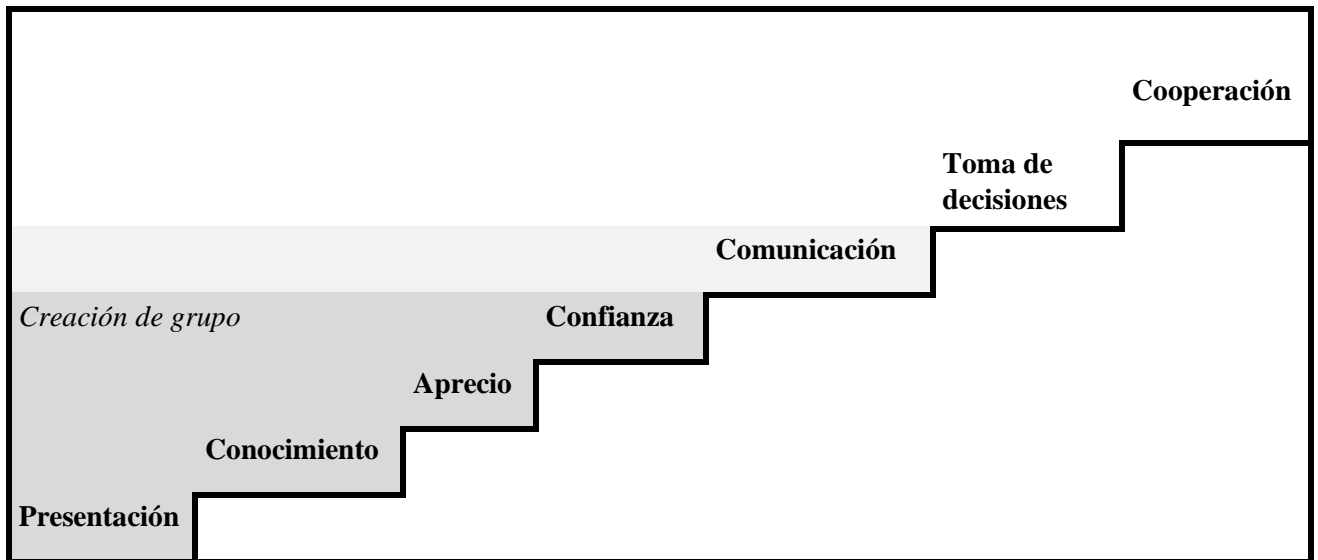 Cooperación
Toma de
decisiones
Comunicación
Creación de grupo
Confianza
Aprecio
Conocimiento
Presentación